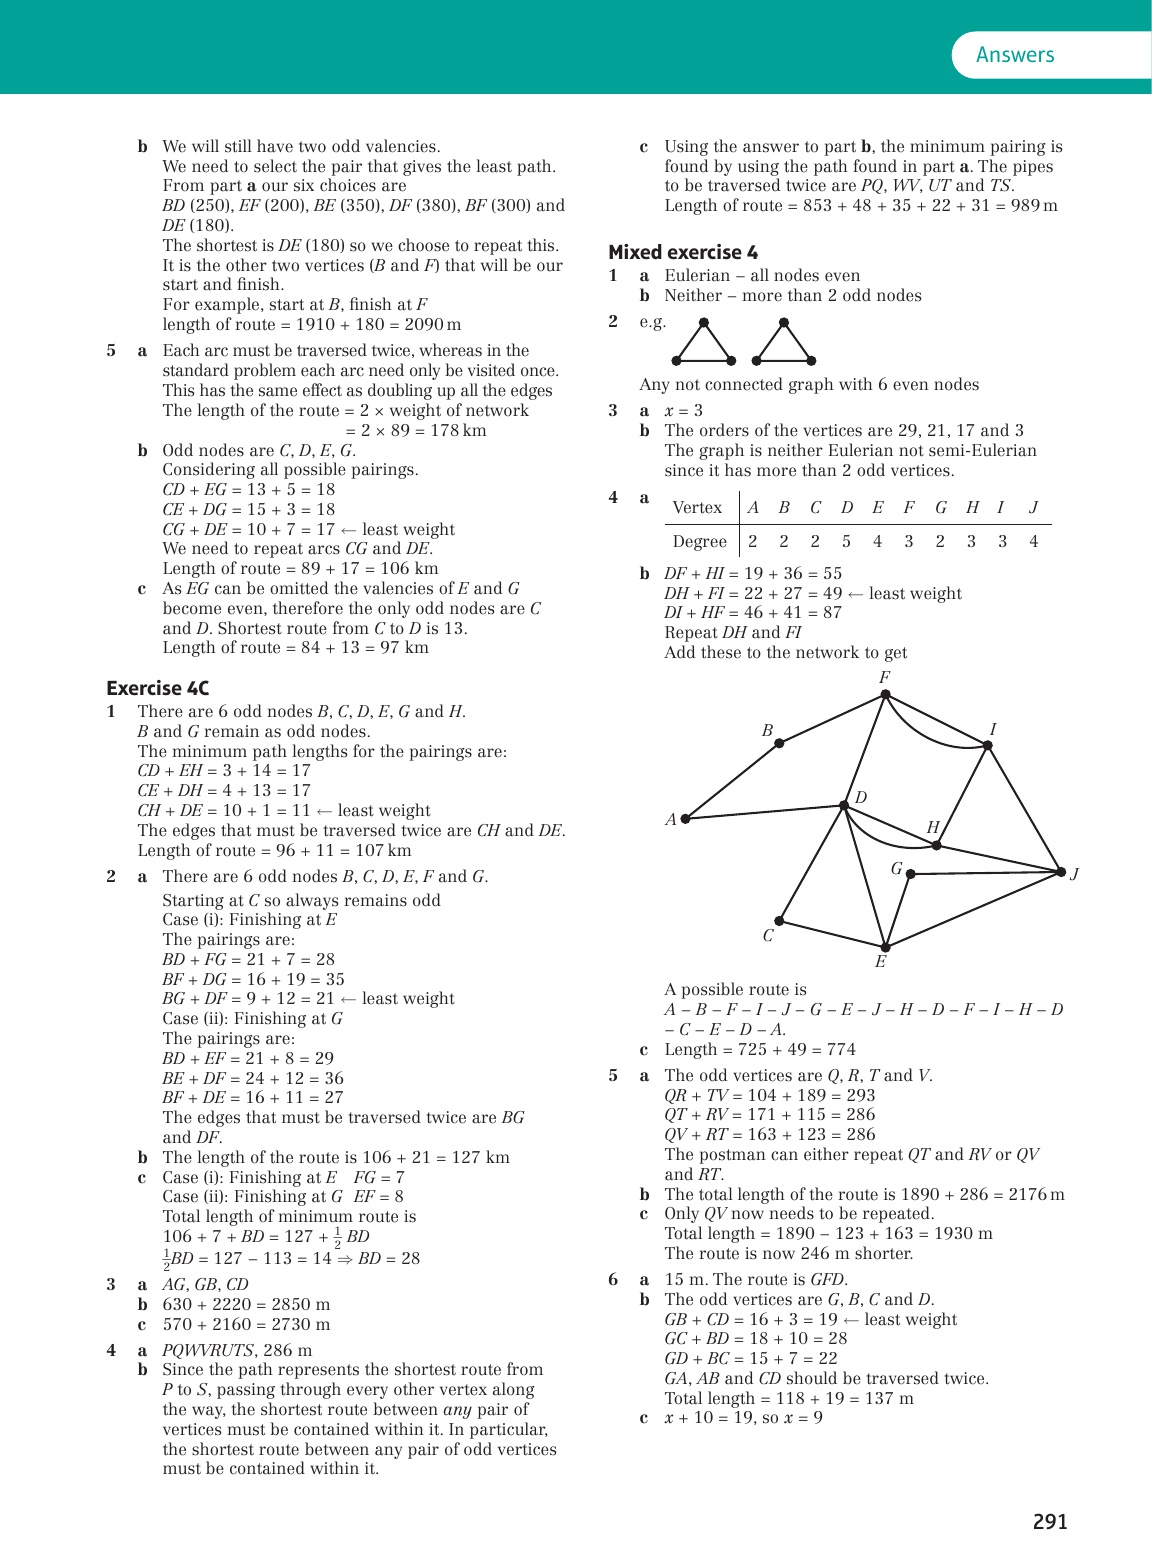 Answers
b We will still have two odd valencies.
We need to select the pair that gives the least path.
From part a our six choices are
BD (250), EF (200), BE (350), DF (380), BF (300) and
DE (180).
The shortest is DE (180) so we choose to repeat this.
It is the other two vertices (B and F) that will be our
start and finish.
For example, start at B, finish at F
length of route = 1910 + 180 = 2090 m
5 a Each arc must be traversed twice, whereas in the
standard problem each arc need only be visited once.
This has the same effect as doubling up all the edges
The length of the route = 2 × weight of network
= 2 × 89 = 178 km
b Odd nodes are C, D, E, G.
Considering all possible pairings.
CD + EG = 13 + 5 = 18
CE + DG = 15 + 3 = 18
CG + DE = 10 + 7 = 17 ← least weight
We need to repeat arcs CG and DE.
Length of route = 89 + 17 = 106 km
c As EG can be omitted the valencies of E and G
become even, therefore the only odd nodes are C
and D. Shortest route from C to D is 13.
Length of route = 84 + 13 = 97 km
Exercise 4C
1 There are 6 odd nodes B, C, D, E, G and H.
B and G remain as odd nodes.
The minimum path lengths for the pairings are:
CD + EH = 3 + 14 = 17
CE + DH = 4 + 13 = 17
CH + DE = 10 + 1 = 11 ← least weight
The edges that must be traversed twice are CH and DE.
Length of route = 96 + 11 = 107 km
2 a There are 6 odd nodes B, C, D, E, F and G.
Starting at C so always remains odd
Case (i): Finishing at E
The pairings are:
BD + FG = 21 + 7 = 28
BF + DG = 16 + 19 = 35
BG + DF = 9 + 12 = 21 ← least weight
Case (ii): Finishing at G
The pairings are:
BD + EF = 21 + 8 = 29
BE + DF = 24 + 12 = 36
BF + DE = 16 + 11 = 27
The edges that must be traversed twice are BG
and DF.
b The length of the route is 106 + 21 = 127 km
c Case (i): Finishing at E FG = 7
Case (ii): Finishing at G EF = 8
Total length of minimum route is
106 + 7 + BD = 127 + ½ BD
½BD = 127 − 113 = 14 ⇒ BD = 28
3 a AG, GB, CD
b 630 + 2220 = 2850 m
c 570 + 2160 = 2730 m
4 a PQWVRUTS, 286 m
b Since the path represents the shortest route from
P to S, passing through every other vertex along
the way, the shortest route between any pair of
vertices must be contained within it. In particular,
the shortest route between any pair of odd vertices
must be contained within it.
c Using the answer to part b, the minimum pairing is
found by using the path found in part a. The pipes
to be traversed twice are PQ, WV, UT and TS.
Length of route = 853 + 48 + 35 + 22 + 31 = 989 m
Mixed exercise 4
1 a Eulerian – all nodes even
b Neither – more than 2 odd nodes
2 e.g.
Any not connected graph with 6 even nodes
3 a x = 3
b The orders of the vertices are 29, 21, 17 and 3
The graph is neither Eulerian not semi-Eulerian
since it has more than 2 odd vertices.
4 a Vertex A B C D E F G H I J
Degree 2 2 2 5 4 3 2 3 3 4
b DF + HI = 19 + 36 = 55
DH + FI = 22 + 27 = 49 ← least weight
DI + HF = 46 + 41 = 87
Repeat DH and FI
Add these to the network to get
F
B
I
D
A
H
G
J
C
E
A possible route is
A – B – F – I – J – G – E – J – H – D – F – I – H – D
– C – E – D – A.
c Length = 725 + 49 = 774
5 a The odd vertices are Q, R, T and V.
QR + TV = 104 + 189 = 293
QT + RV = 171 + 115 = 286
QV + RT = 163 + 123 = 286
The postman can either repeat QT and RV or QV
and RT.
b The total length of the route is 1890 + 286 = 2176 m
c Only QV now needs to be repeated.
Total length = 1890 − 123 + 163 = 1930 m
The route is now 246 m shorter.
6 a 15 m. The route is GFD.
b The odd vertices are G, B, C and D.
GB + CD = 16 + 3 = 19 ← least weight
GC + BD = 18 + 10 = 28
GD + BC = 15 + 7 = 22
GA, AB and CD should be traversed twice.
Total length = 118 + 19 = 137 m
c x + 10 = 19, so x = 9
291